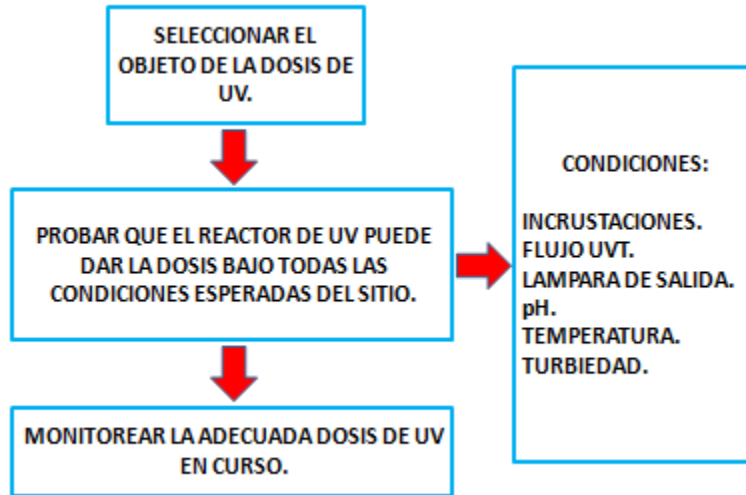 SELECCIONAR EL
OBJETO DE LA DOSIS DE
UV.
PROBAR QUE EL REACTOR DE UV PUEDE
DAR LA DOSIS BAJO TODAS LAS
CONDICIONES ESPERADAS DEL SITIO.
CONDICIONES:
INCRUSTACIONES.
FLUJO UVT.
LAMPARA DE SALIDA.
pH.
TEMPERATURA.
TURBIEDAD.
MONITOREAR LA ADECUADA DOSIS DE UV
EN CURSO.